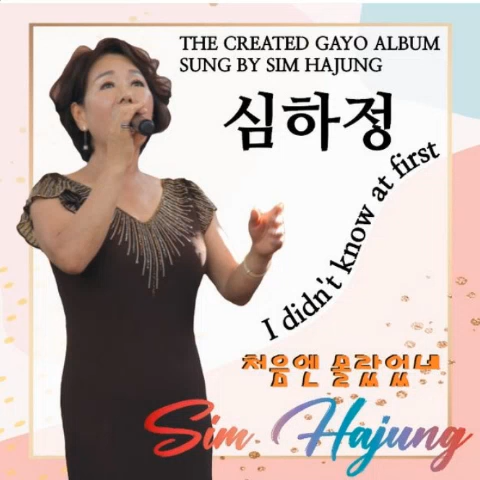 THE CREATED GAYO ALBUM
SUNG BY SIM HAJUNG
심하정
I didn't know at first
처음엔 몰랐었네
Sim Hajung